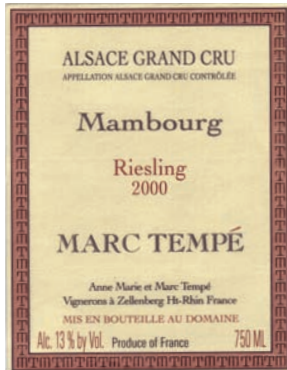 ALSACE GRAND CRU
APPELLATION ALSACE GRAND CRU CONTRÔLÉE
Mambourg
Riesling
2000
MARC TEMPÉ
Anne Marie et Marc Tempé
Vignerons à Zellenberg Ht-Rhin France
MIS EN BOUTEILLE AU DOMAINE
Alc. 13 % by Vol. Produce of France 750 ML